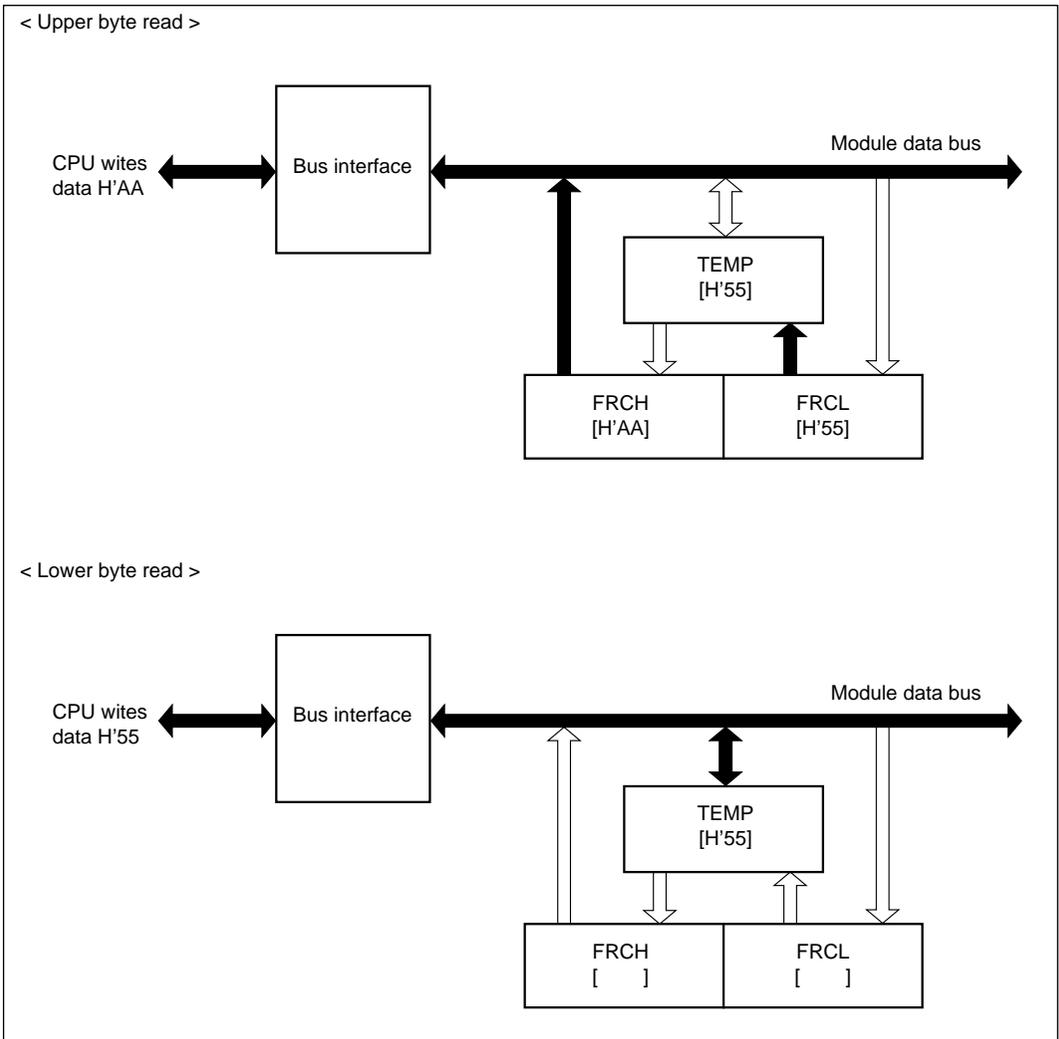 < Upper byte read >
Module data bus
CPU wites
data H'AA
Bus interface
TEMP
[H'55]
FRCH
[H'AA]
FRCL
[H'55]
< Lower byte read >
Module data bus
CPU wites
data H'55
Bus interface
TEMP
[H'55]
FRCH
[ ]
FRCL
[ ]